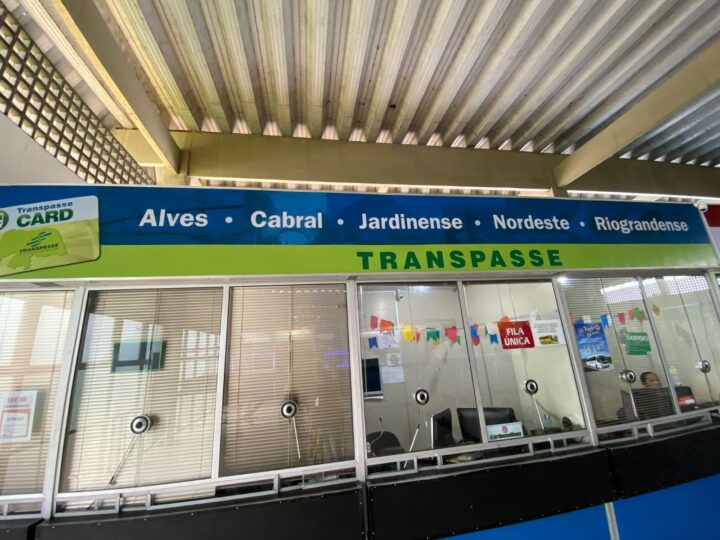 Transpasse
CARD
TRANSPASSE
Alves • Cabral • Jardinense • Nordeste • Riograndense
TRANSPASSE
FILA
ÚNICA